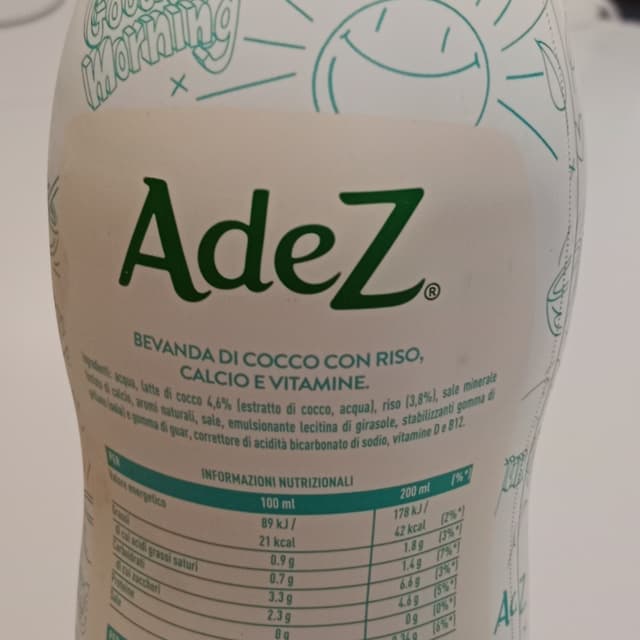 Good
Morning
AdeZ®
BEVANDA DI COCCO CON RISO,
CALCIO E VITAMINE.
Ingredienti: acqua, latte di cocco 4,6% (estratto di cocco, acqua), riso (3,8%), sale minerale
di calcio, aromi naturali, sale, emulsionante lecitina di girasole, stabilizzanti gomma di
e gomma di guar, correttore di acidità bicarbonato di sodio, vitamine D e B12.
INFORMAZIONI NUTRIZIONALI
100 ml 200 ml (%*)
Valore energetico 89 kJ / 178 kJ /
21 kcal 42 kcal (2%*)
Grassi 0.9 g 1.8 g (3%*)
di cui acidi grassi saturi 0.7 g 1.4 g (7%*)
Carboidrati 3.3 g 6.6 g (3%*)
di cui zuccheri 2.3 g 4.6 g (5%*)
Proteine 0 g 0 g (0%*)
Sale (6%*)
AdeZ